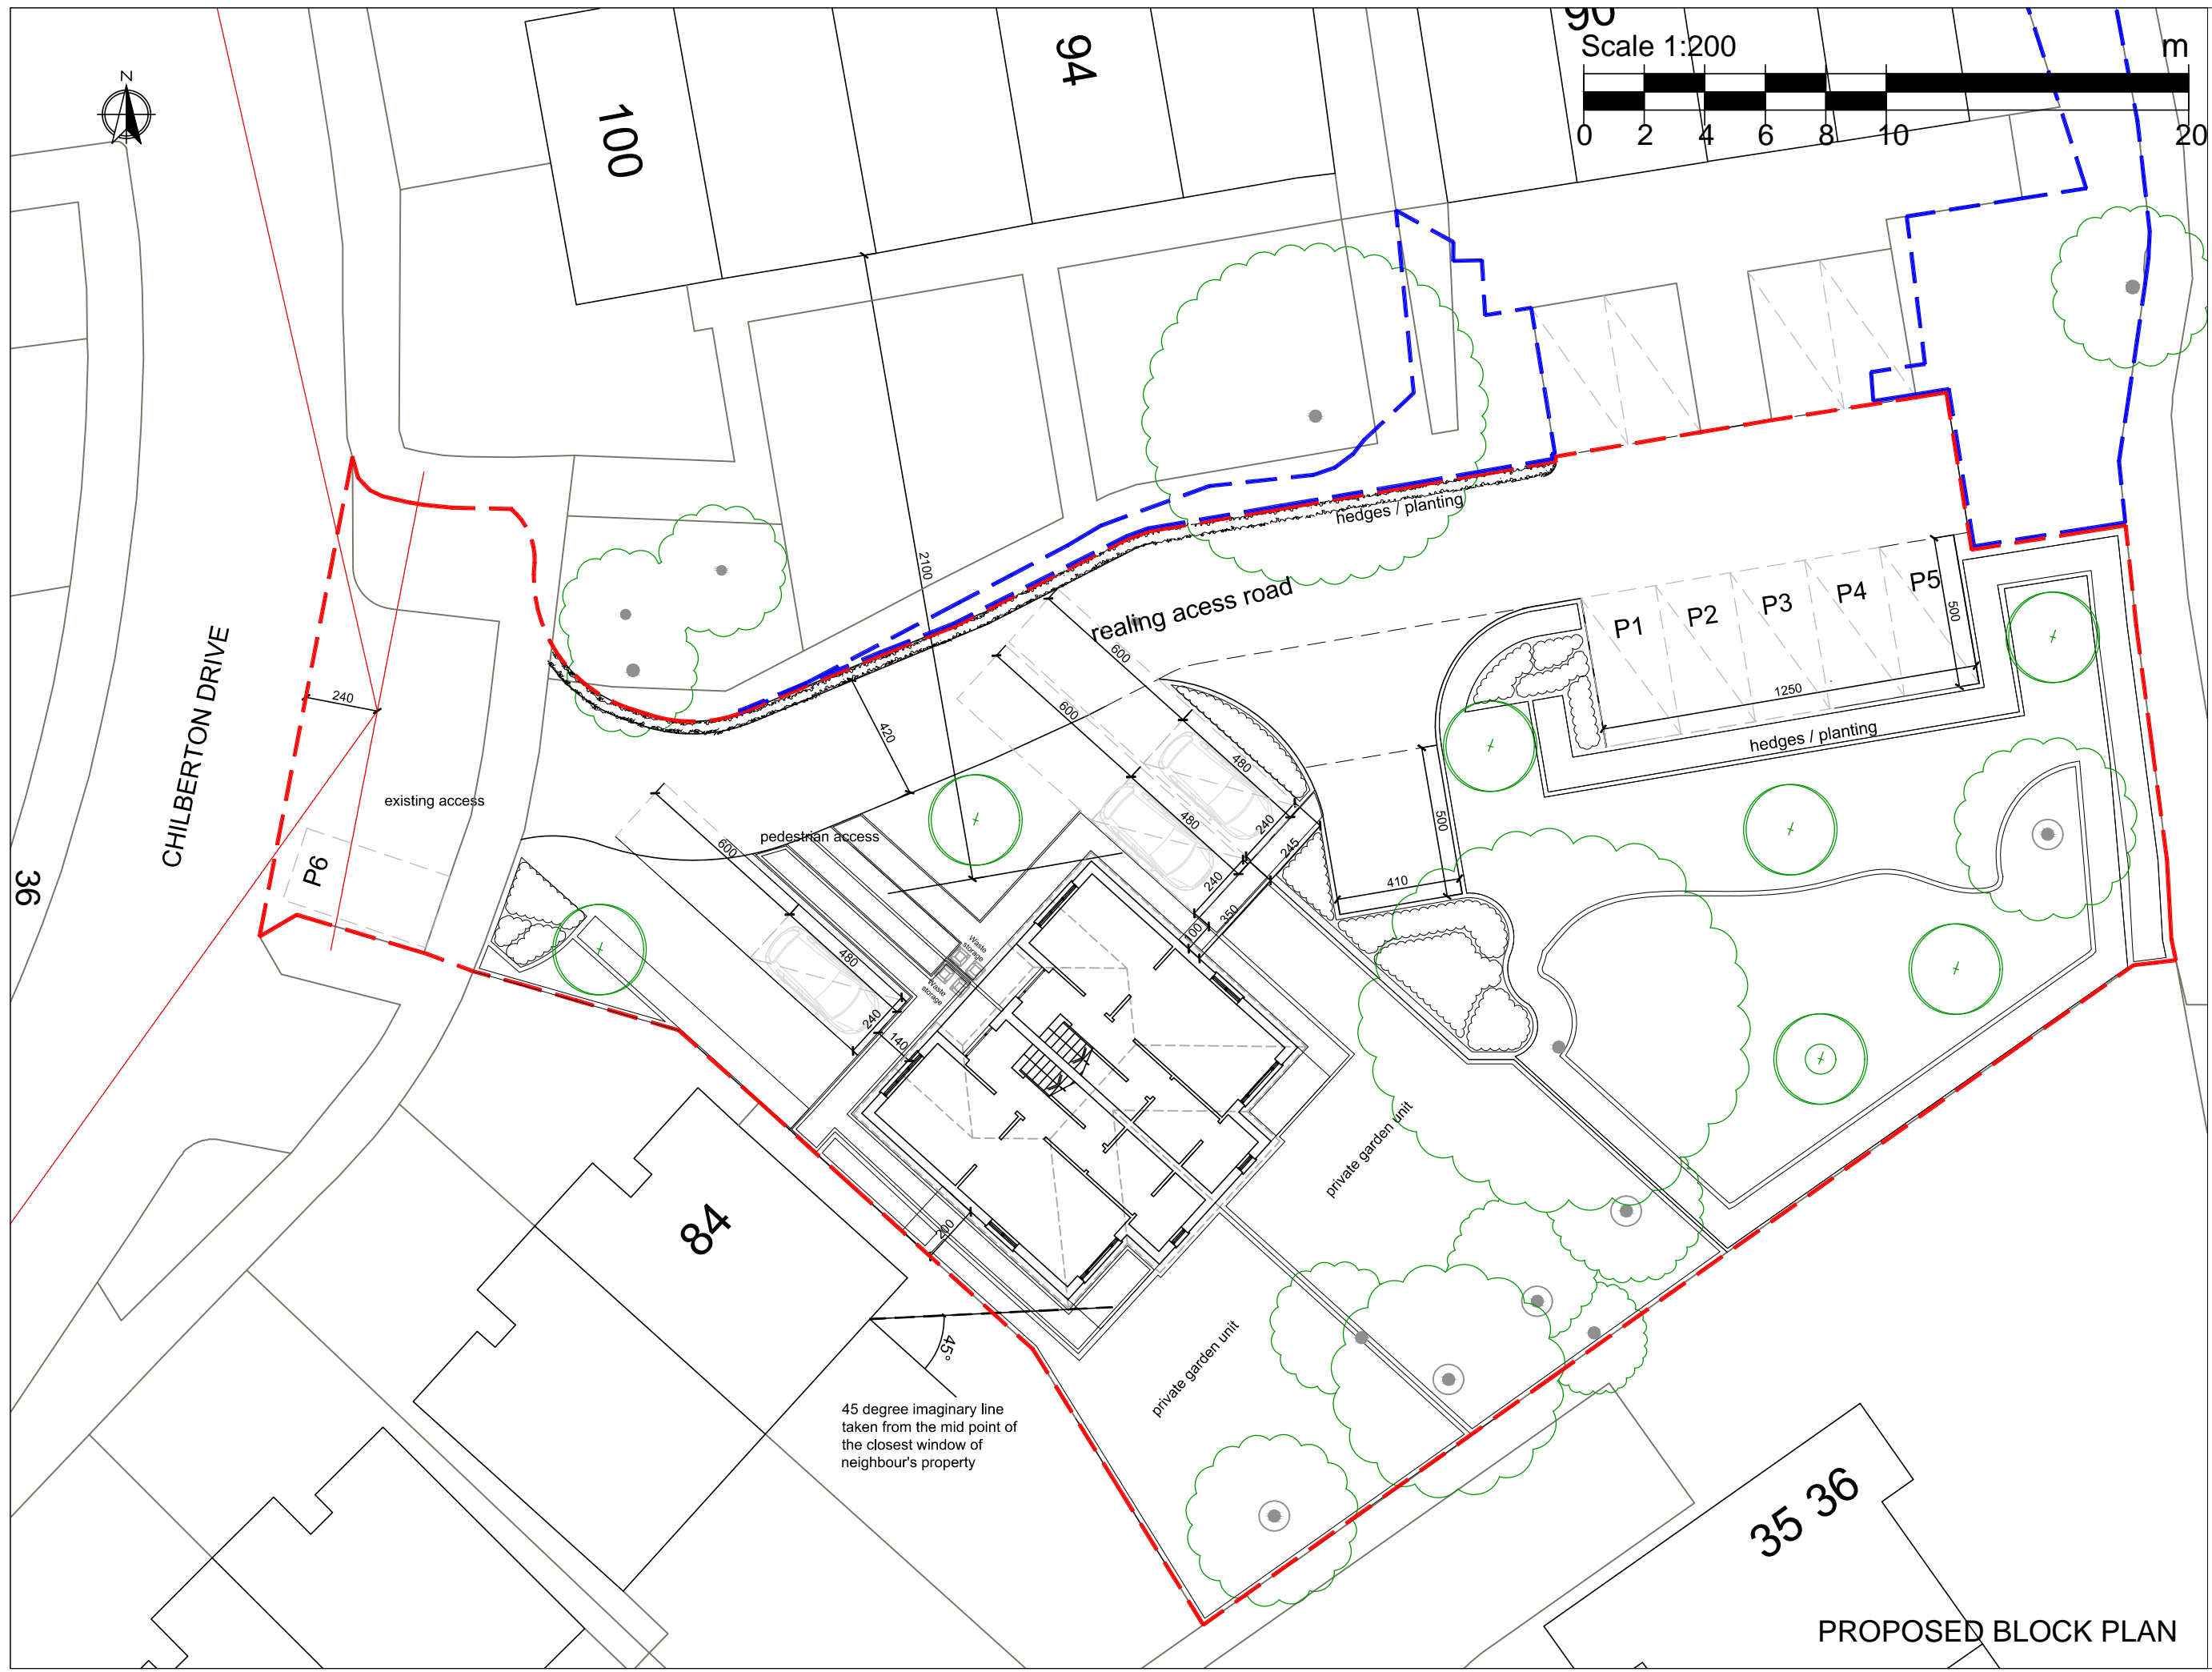 90
Scale 1:200
m
0 2 4 6 8 10 20
N
94
100
2100
hedges / planting
realing acess road
P1
P2
P3
P4
P5
500
1250
hedges / planting
600
600
480
480
240
240
245
350
100
500
410
420
CHILBERTON DRIVE
240
existing access
P6
36
pedestrian access
600
480
240
140
Waste
storage
Waste
storage
84
200
45°
private garden unit
private garden unit
45 degree imaginary line
taken from the mid point of
the closest window of
neighbour's property
35 36
PROPOSED BLOCK PLAN